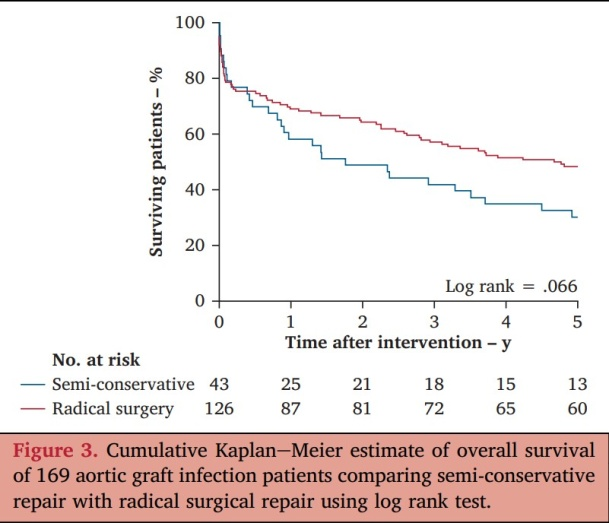 100
80
60
40
20
0
Surviving patients – %
Log rank = .066
0 1 2 3 4 5
Time after intervention – y
No. at risk
Semi-conservative 43 25 21 18 15 13
Radical surgery 126 87 81 72 65 60
Figure 3. Cumulative Kaplan–Meier estimate of overall survival
of 169 aortic graft infection patients comparing semi-conservative
repair with radical surgical repair using log rank test.